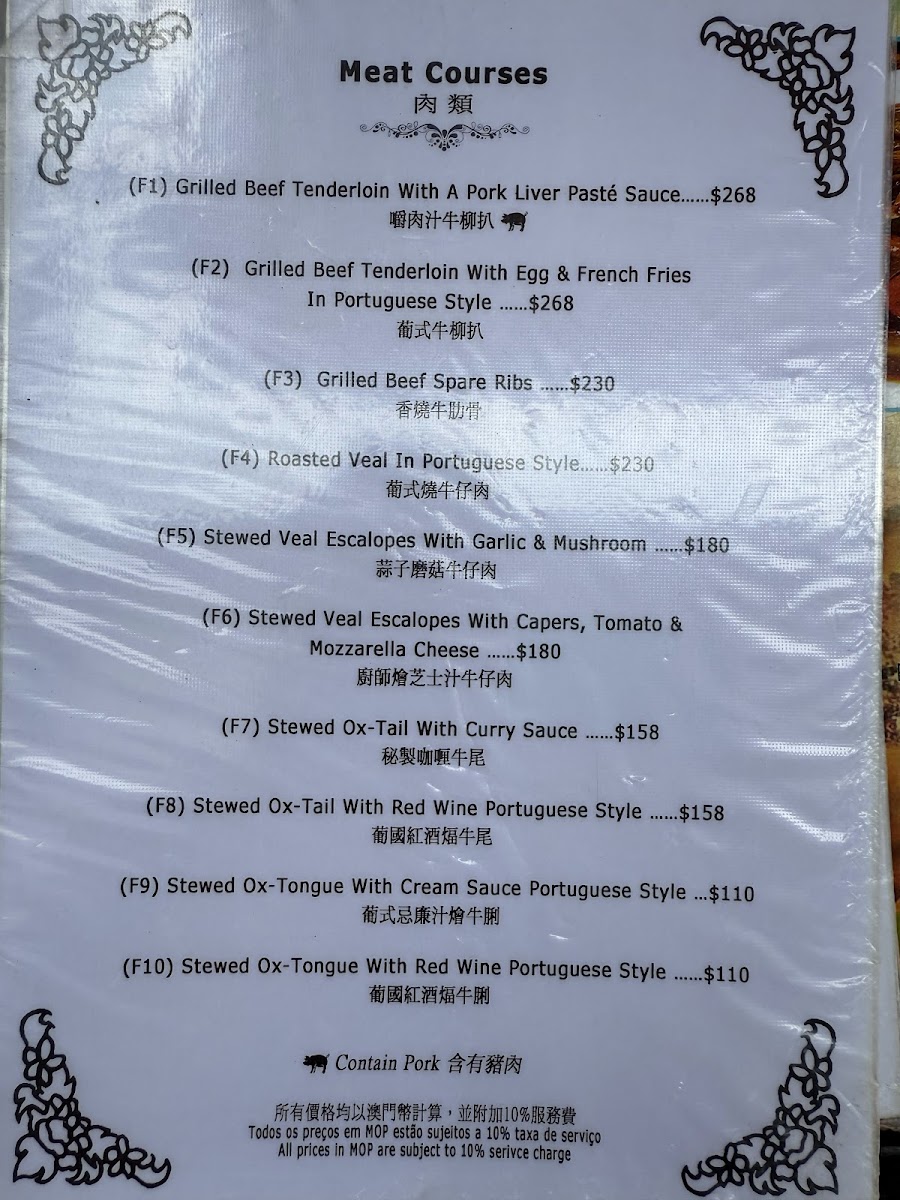 Meat Courses
肉 類
(F1) Grilled Beef Tenderloin With A Pork Liver Pasté Sauce......$268
嚼肉汁牛柳扒
(F2) Grilled Beef Tenderloin With Egg & French Fries
In Portuguese Style ......$268
葡式牛柳扒
(F3) Grilled Beef Spare Ribs ......$230
香燒牛肋骨
(F4) Roasted Veal In Portuguese Style......$230
葡式燒牛仔肉
(F5) Stewed Veal Escalopes With Garlic & Mushroom ......$180
蒜子磨菇牛仔肉
(F6) Stewed Veal Escalopes With Capers, Tomato &
Mozzarella Cheese ......$180
廚師燴芝士汁牛仔肉
(F7) Stewed Ox-Tail With Curry Sauce ......$158
秘製咖喱牛尾
(F8) Stewed Ox-Tail With Red Wine Portuguese Style ......$158
葡國紅酒煏牛尾
(F9) Stewed Ox-Tongue With Cream Sauce Portuguese Style ...$110
葡式忌廉汁燴牛脷
(F10) Stewed Ox-Tongue With Red Wine Portuguese Style ......$110
葡國紅酒煏牛脷
Contain Pork 含有豬肉
所有價格均以澳門幣計算，並附加10%服務費
Todos os preços em MOP estão sujeitos a 10% taxa de serviço
All prices in MOP are subject to 10% serivce charge